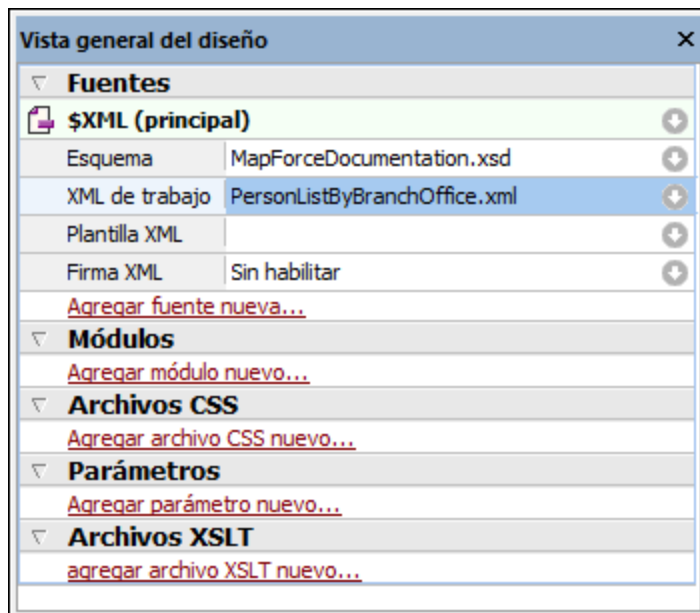 Vista general del diseño
Fuentes
$XML (principal)
Esquema MapForceDocumentation.xsd
XML de trabajo PersonListByBranchOffice.xml
Plantilla XML
Firma XML Sin habilitar
Agregar fuente nueva...
Módulos
Agregar módulo nuevo...
Archivos CSS
Agregar archivo CSS nuevo...
Parámetros
Agregar parámetro nuevo...
Archivos XSLT
agregar archivo XSLT nuevo...